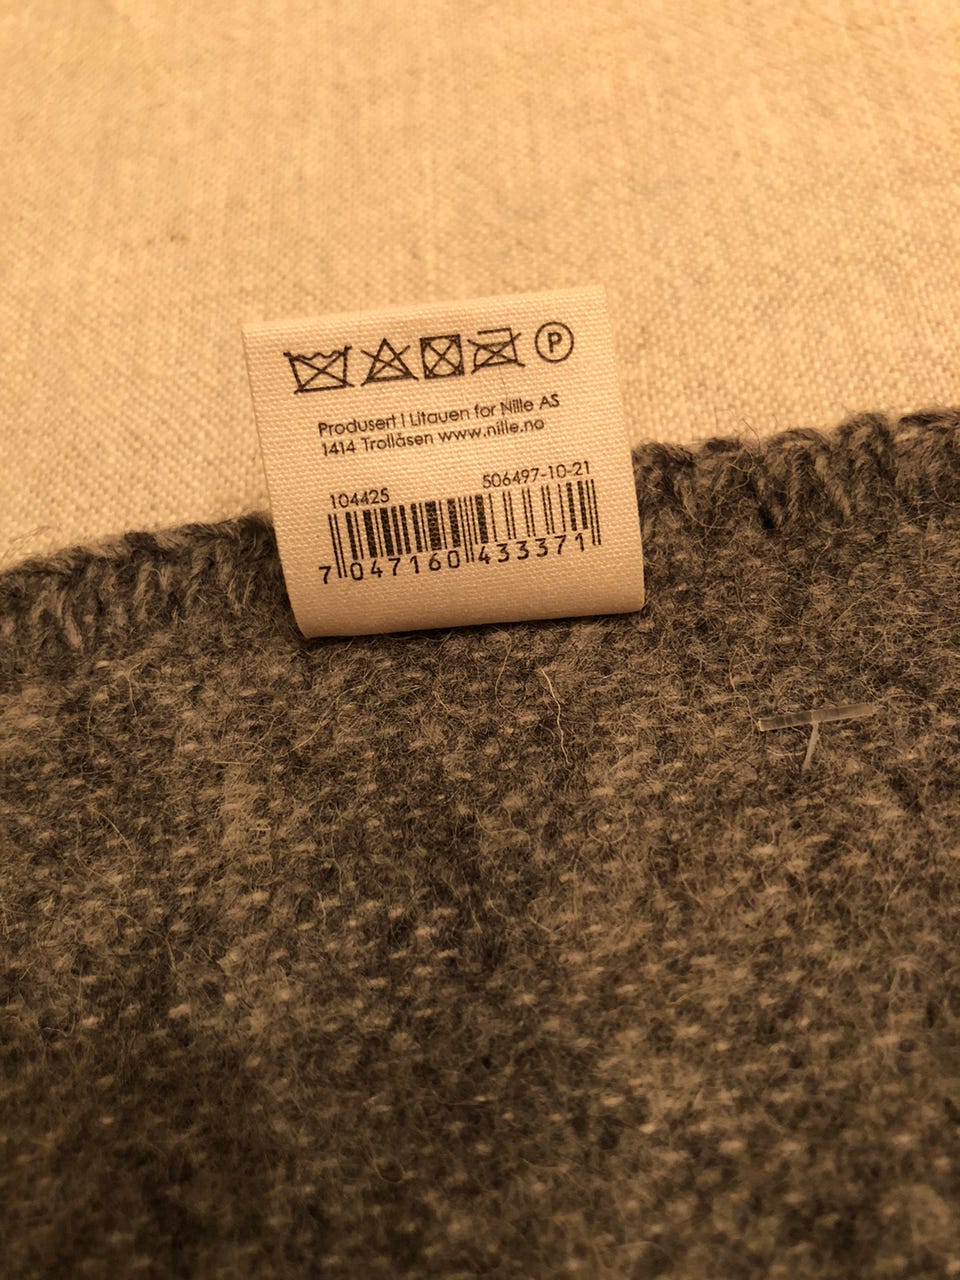 P
Produsert i Litauen for Nille AS
1414 Trollåsen www.nille.no
104425 506497-10-21
7 047160 433371